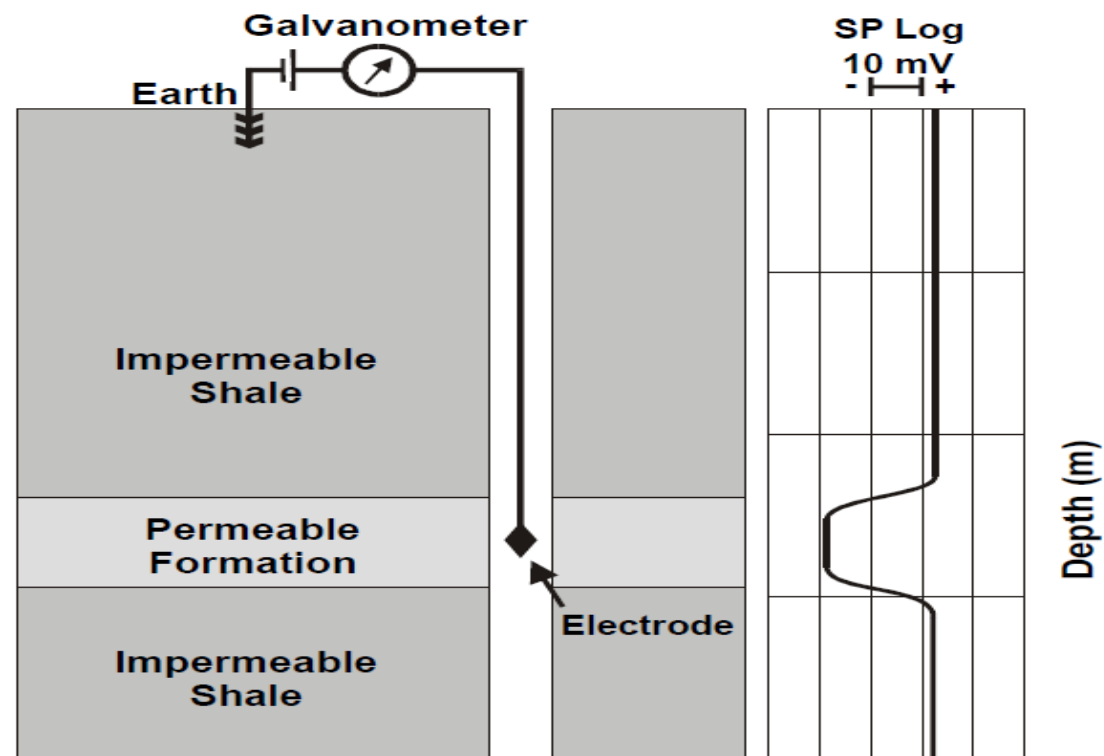 Galvanometer
Earth
SP Log
10 mV
- +
Impermeable
Shale
Permeable
Formation
Electrode
Impermeable
Shale
Depth (m)